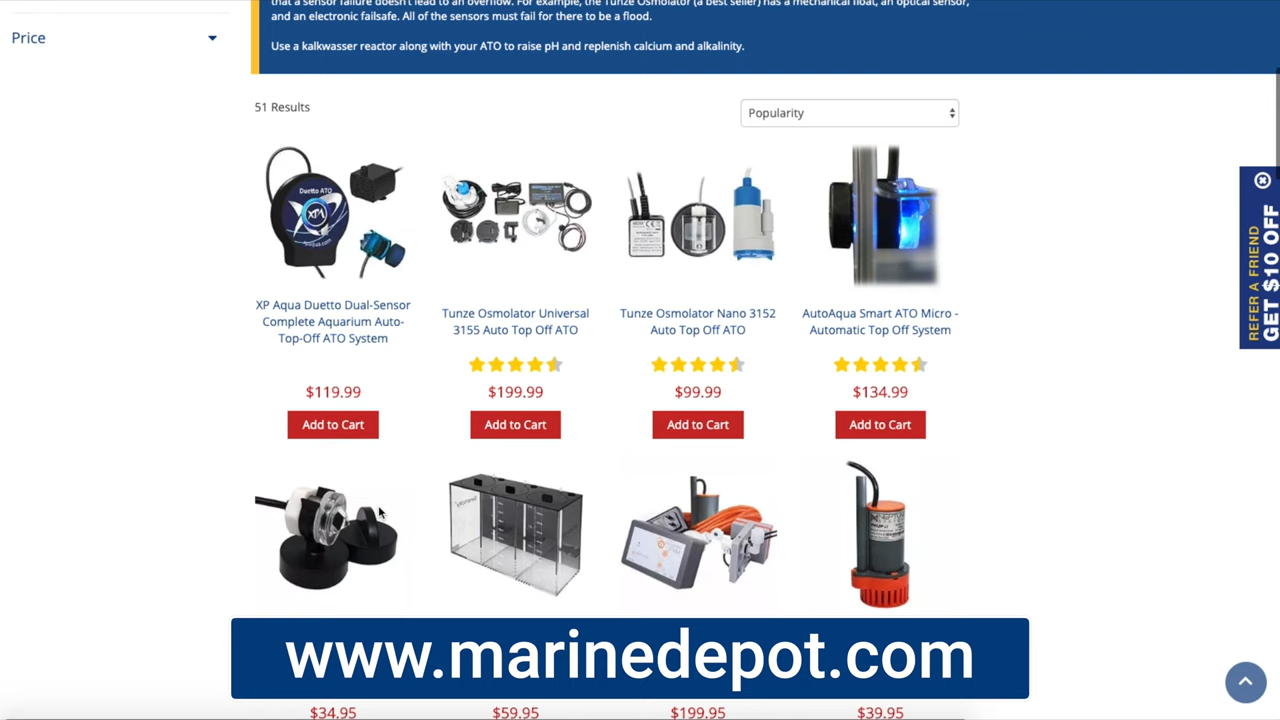 that a sensor failure doesn't lead to an overflow. For example, the Tunze Osmolator (a best seller) has a mechanical float, an optical sensor,
and an electronic failsafe. All of the sensors must fail for there to be a flood.
Use a kalkwasser reactor along with your ATO to raise pH and replenish calcium and alkalinity.
Price
51 Results
Popularity
Duetto ATO
XPA
XP Aqua Duetto Dual-Sensor
Complete Aquarium Auto-
Top-Off ATO System
$119.99
Add to Cart
Tunze Osmolator Universal
3155 Auto Top Off ATO
$199.99
Add to Cart
Tunze Osmolator Nano 3152
Auto Top Off ATO
$99.99
Add to Cart
AutoAqua Smart ATO Micro -
Automatic Top Off System
$134.99
Add to Cart
REFER A FRIEND
GET $10 OFF
www.marinedepot.com
$34.95
$59.95
$199.95
$39.95